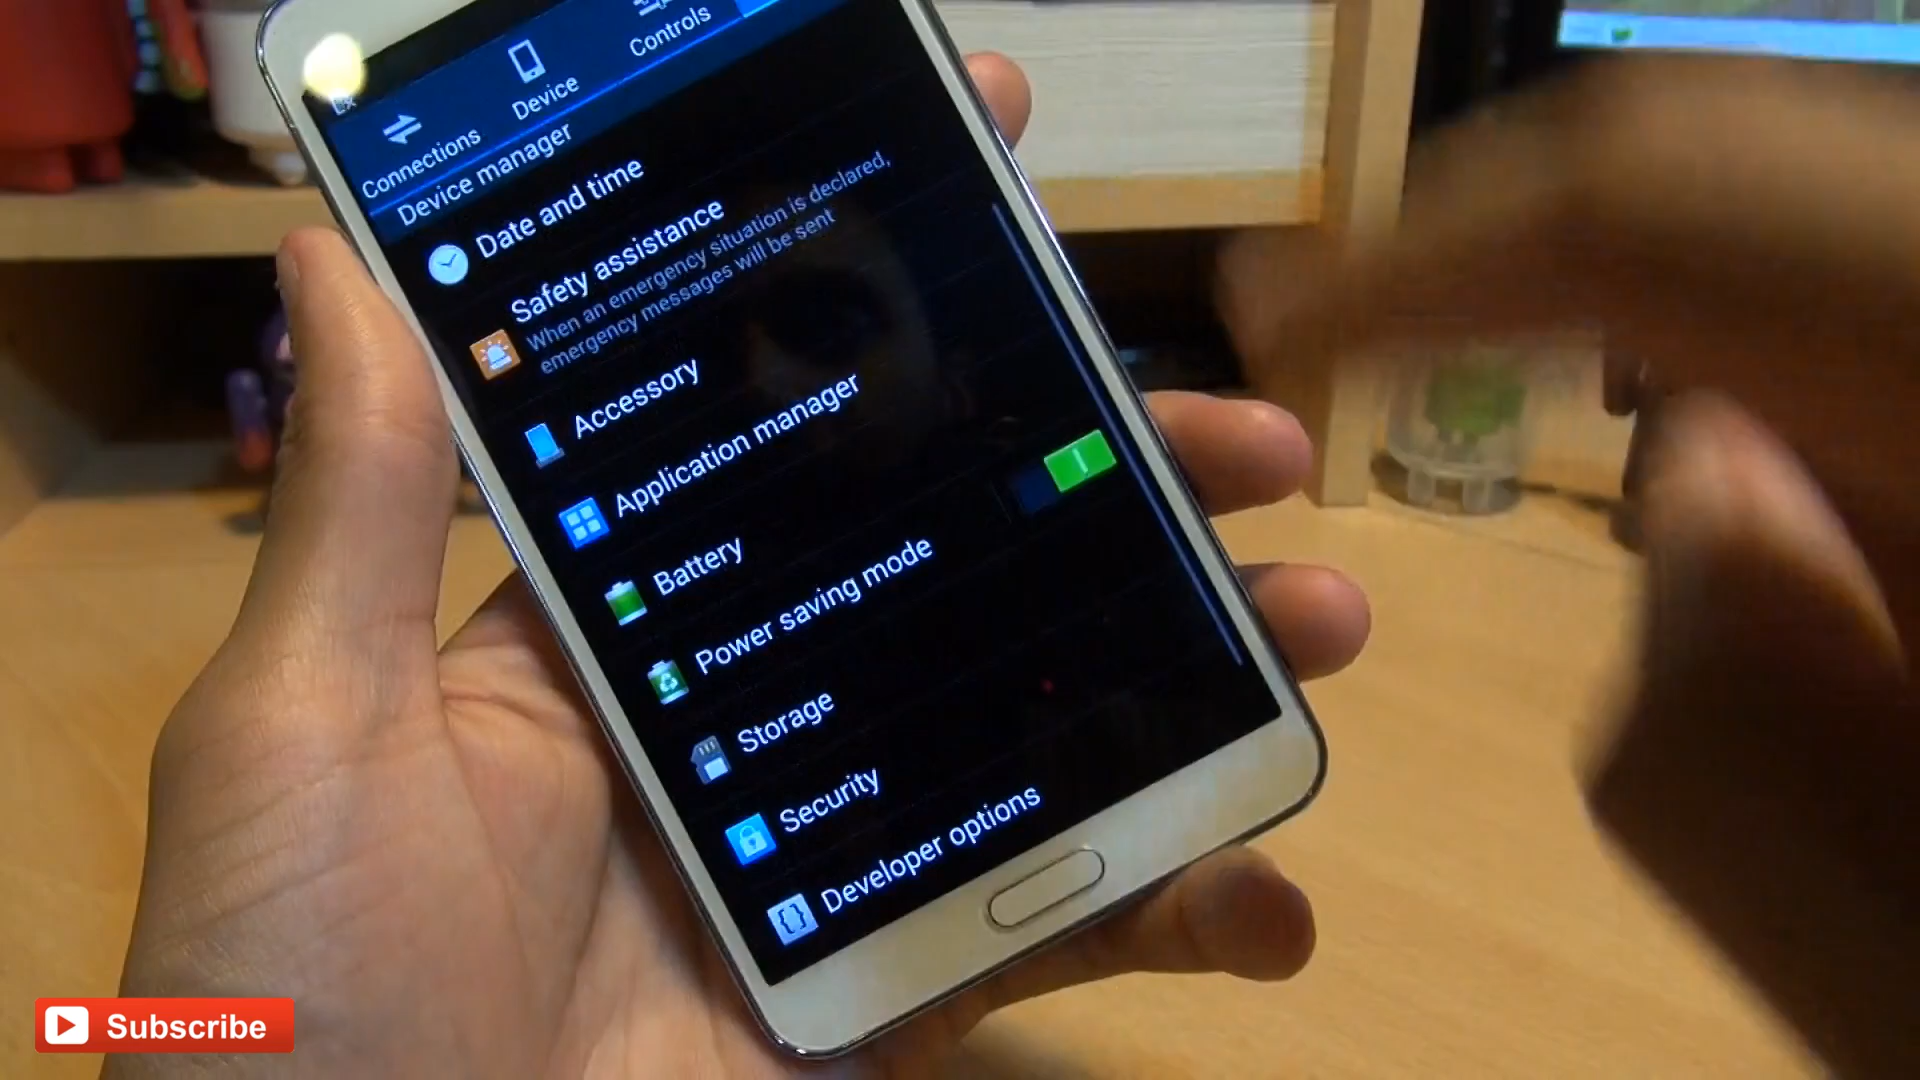 Connections
Device
Controls
Device manager
Date and time
Safety assistance
When an emergency situation is declared,
emergency messages will be sent
Accessory
Application manager
Battery
Power saving mode
Storage
Security
Developer options
Subscribe